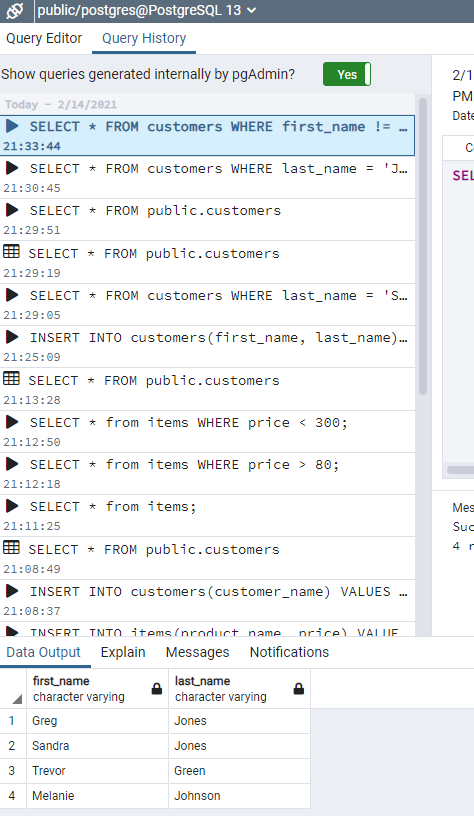 public/postgres@PostgreSQL 13
Query Editor Query History
Show queries generated internally by pgAdmin? Yes
Today - 2/14/2021
SELECT * FROM customers WHERE first_name != …
21:33:44
SELECT * FROM customers WHERE last_name = 'J…
21:30:45
SELECT * FROM public.customers
21:29:51
SELECT * FROM public.customers
21:29:19
SELECT * FROM customers WHERE last_name = 'S…
21:29:05
INSERT INTO customers(first_name, last_name)…
21:25:09
SELECT * FROM public.customers
21:13:28
SELECT * from items WHERE price < 300;
21:12:50
SELECT * from items WHERE price > 80;
21:12:18
SELECT * from items;
21:11:25
SELECT * FROM public.customers
21:08:49
INSERT INTO customers(customer_name) VALUES …
21:08:37
INSERT INTO items(product_name, price) VALUE
2/1
PM
Date
Co
SEL
Mes
Suc
4 r
Data Output Explain Messages Notifications
first_name last_name
character varying character varying
1 Greg Jones
2 Sandra Jones
3 Trevor Green
4 Melanie Johnson